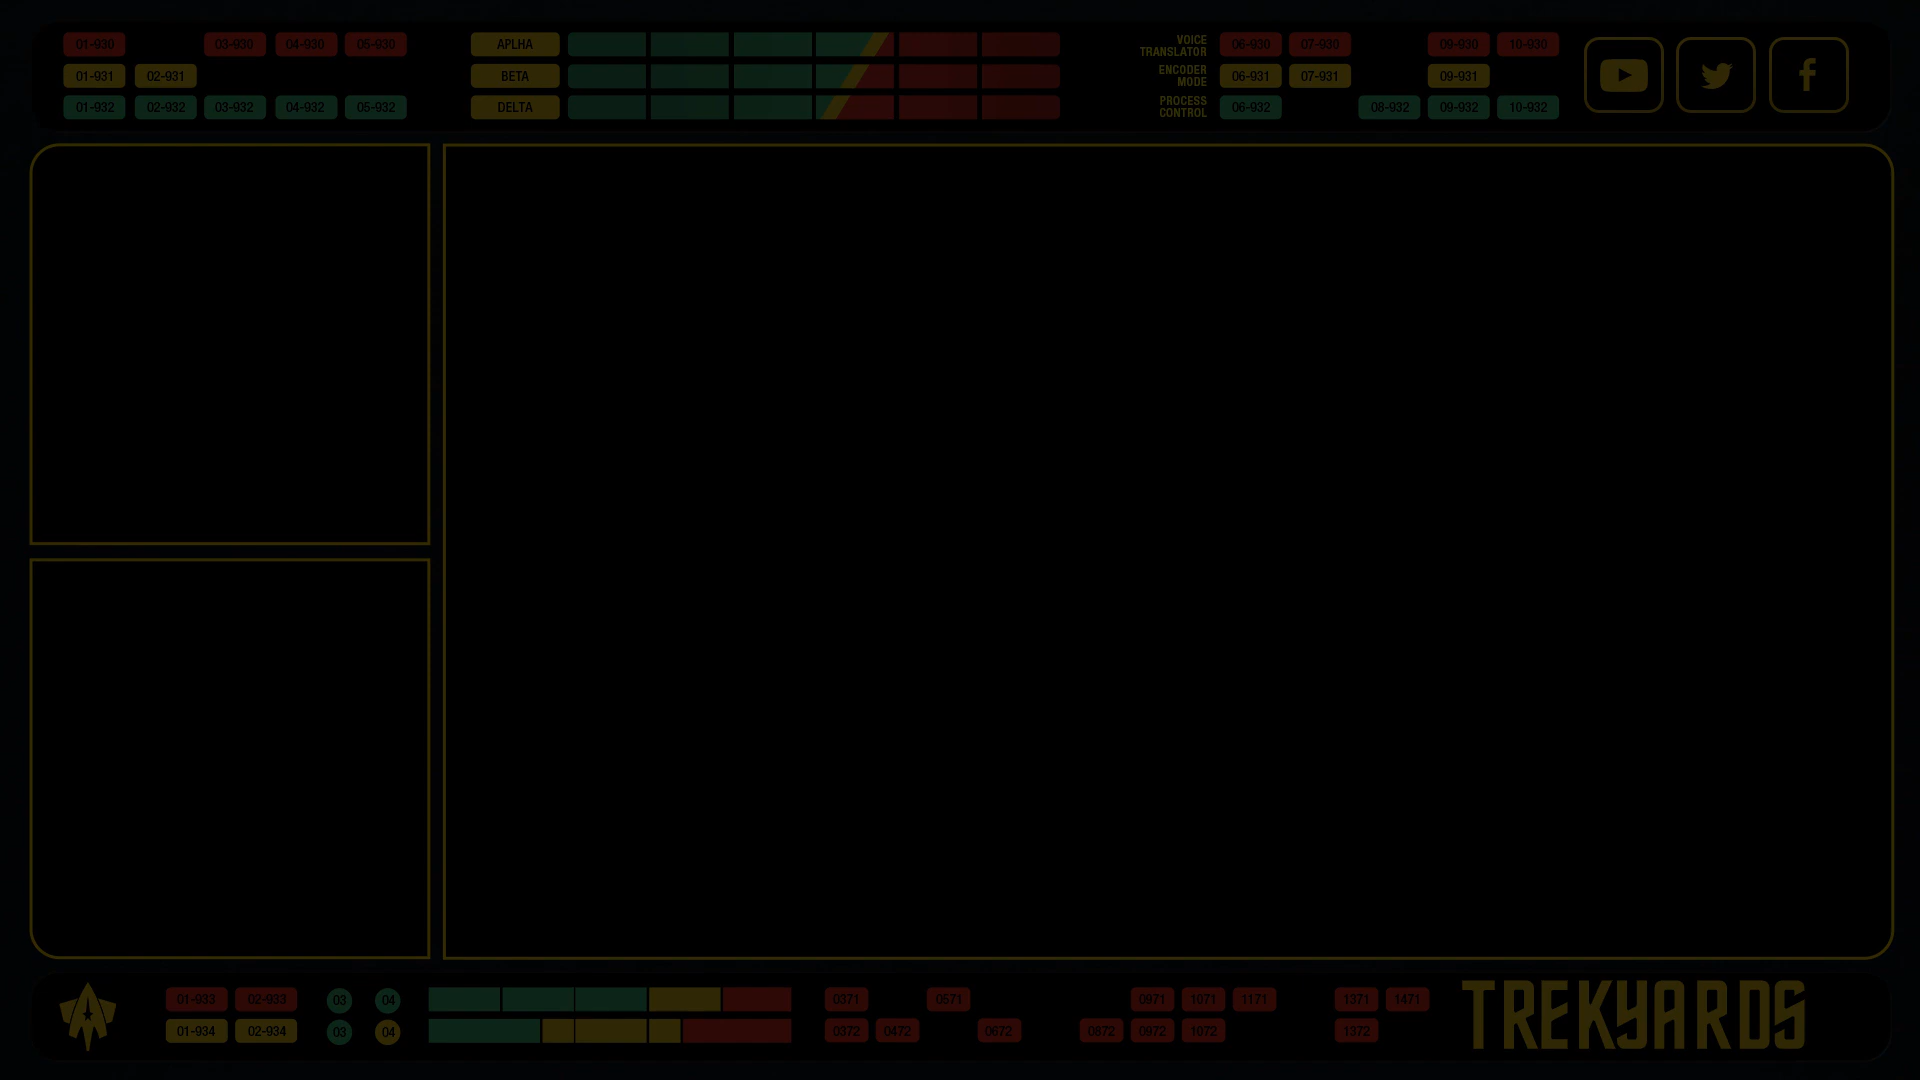 01-930 03-930 04-930 05-930
01-931 02-931
01-932 02-932 03-932 04-932 05-932
APLHA
BETA
DELTA
VOICE
TRANSLATOR
ENCODER
MODE
PROCESS
CONTROL
06-930 07-930 09-930 10-930
06-931 07-931 09-931
06-932 08-932 09-932 10-932
01-933 02-933 03 04
01-934 02-934 03 04
0371 0571 0971 1071 1171 1371 1471
0372 0472 0672 0872 0972 1072 1372
TREKYARDS